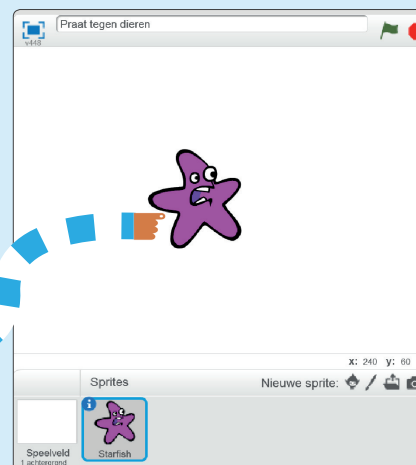 Praat tegen dieren
v448
x: 240 y: 60
Sprites
Nieuwe sprite:
Speelveld
1 achtergrond
Starfish